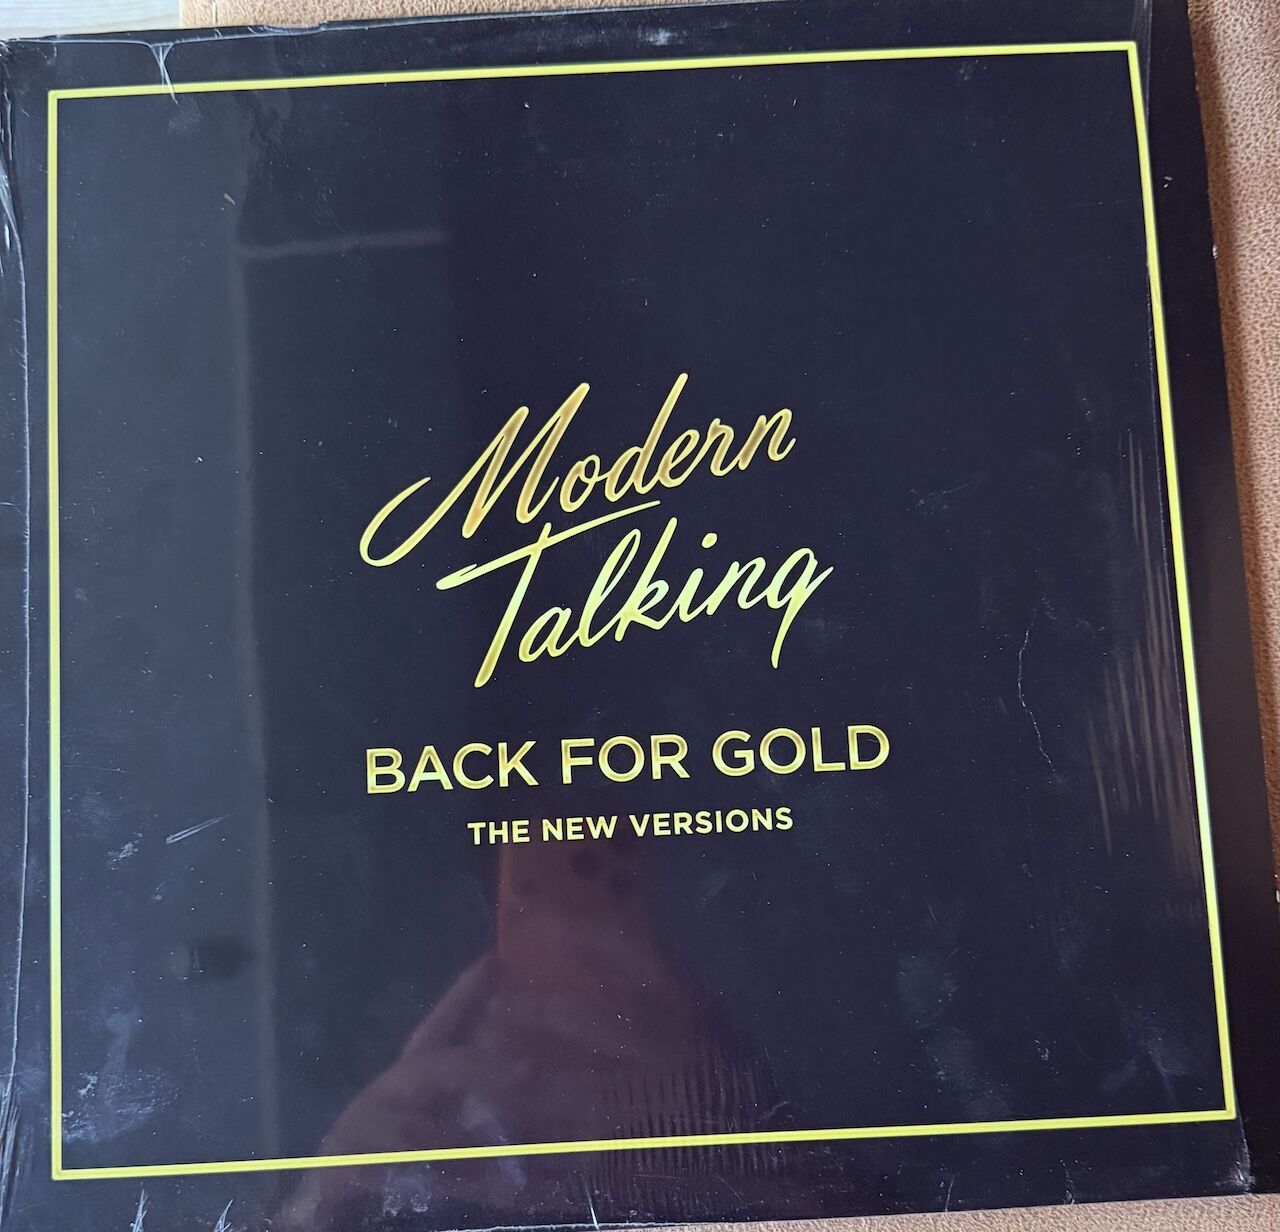 Modern
Talking
BACK FOR GOLD
THE NEW VERSIONS